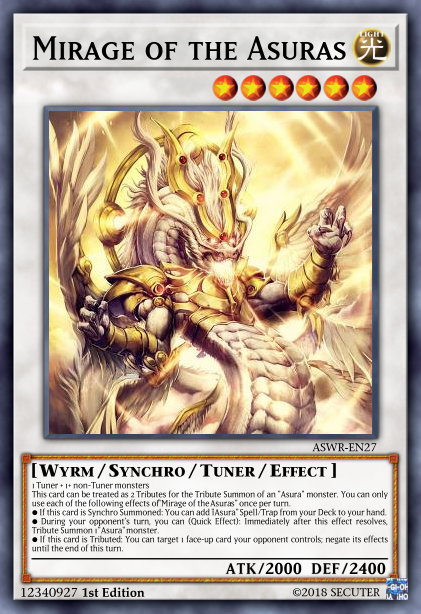 MIRAGE OF THE ASURAS
LIGHT
光
ASWR-EN27
[WYRM / SYNCHRO / TUNER / EFFECT ]
1 Tuner + 1+ non-Tuner monsters
This card can be treated as 2 Tributes for the Tribute Summon of an "Asura" monster. You can only
use each of the following effects of"Mirage of the Asuras" once per turn.
● If this card is Synchro Summoned: You can add 1Asura" Spell/Trap from your Deck to your hand.
● During your opponent's turn, you can (Quick Effect): Immediately after this effect resolves,
Tribute Summon 1"Asura"monster.
● If this card is Tributed: You can target 1 face-up card your opponent controls; negate its effects
until the end of this turn.
ATK/2000 DEF/2400
12340927 1st Edition
©2018 SECUTER